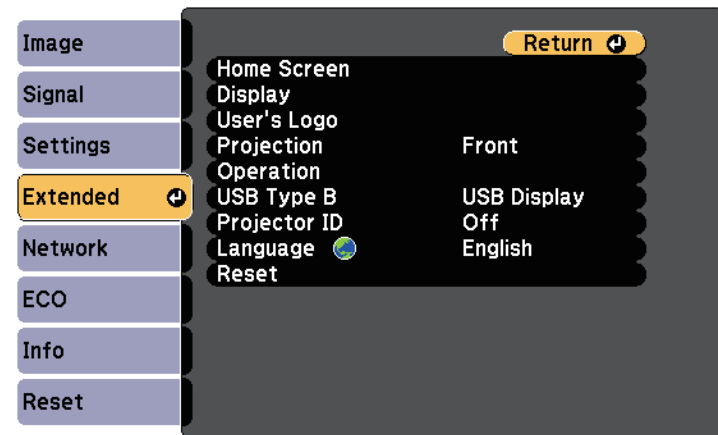 Image
Signal
Settings
Extended
Network
ECO
Info
Reset
Return
Home Screen
Display
User's Logo
Projection Front
Operation
USB Type B USB Display
Projector ID Off
Language English
Reset